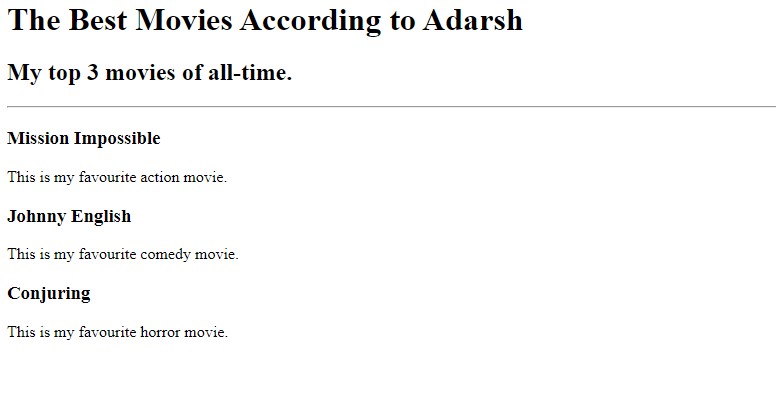 The Best Movies According to Adarsh
My top 3 movies of all-time.
Mission Impossible
This is my favourite action movie.
Johnny English
This is my favourite comedy movie.
Conjuring
This is my favourite horror movie.